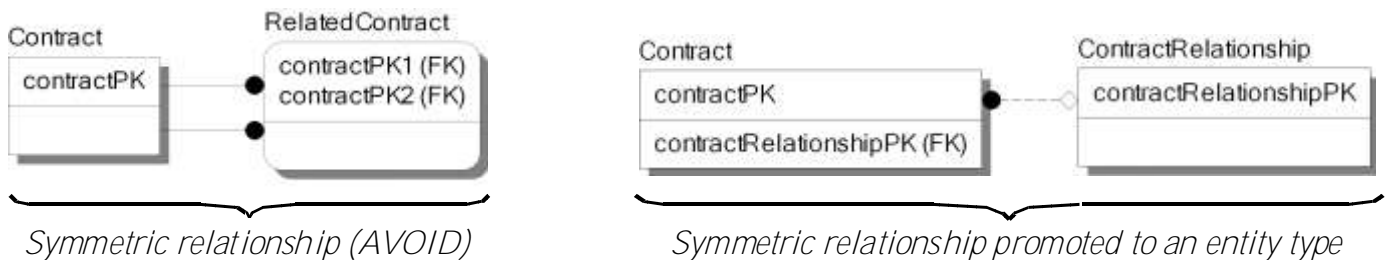 Contract
contractPK
RelatedContract
contractPK1 (FK)
contractPK2 (FK)
Symmetric relationship (AVOID)
Contract
contractPK
contractRelationshipPK (FK)
ContractRelationship
contractRelationshipPK
Symmetric relationship promoted to an entity type